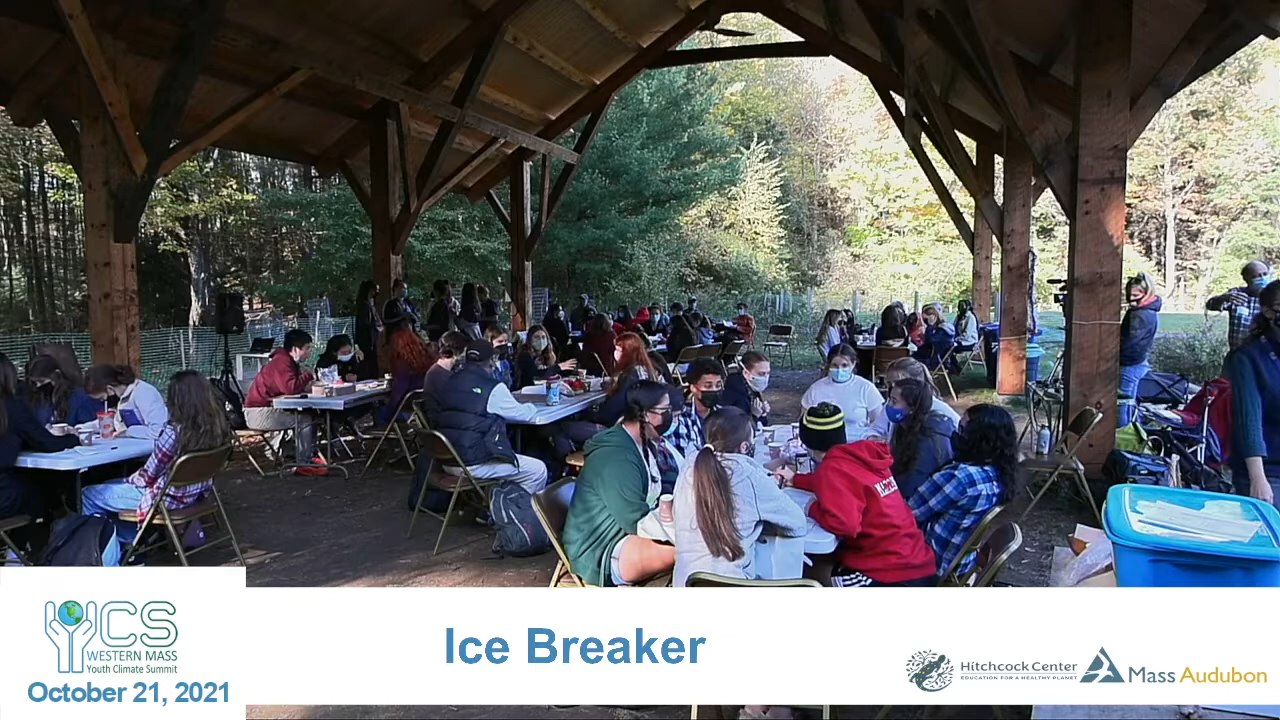 YCS
WESTERN MASS
Youth Climate Summit
October 21, 2021
Ice Breaker
Hitchcock Center
EDUCATION FOR A HEALTHY PLANET
Mass Audubon